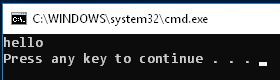 C:\WINDOWS\system32\cmd.exe
hello
Press any key to continue . . .